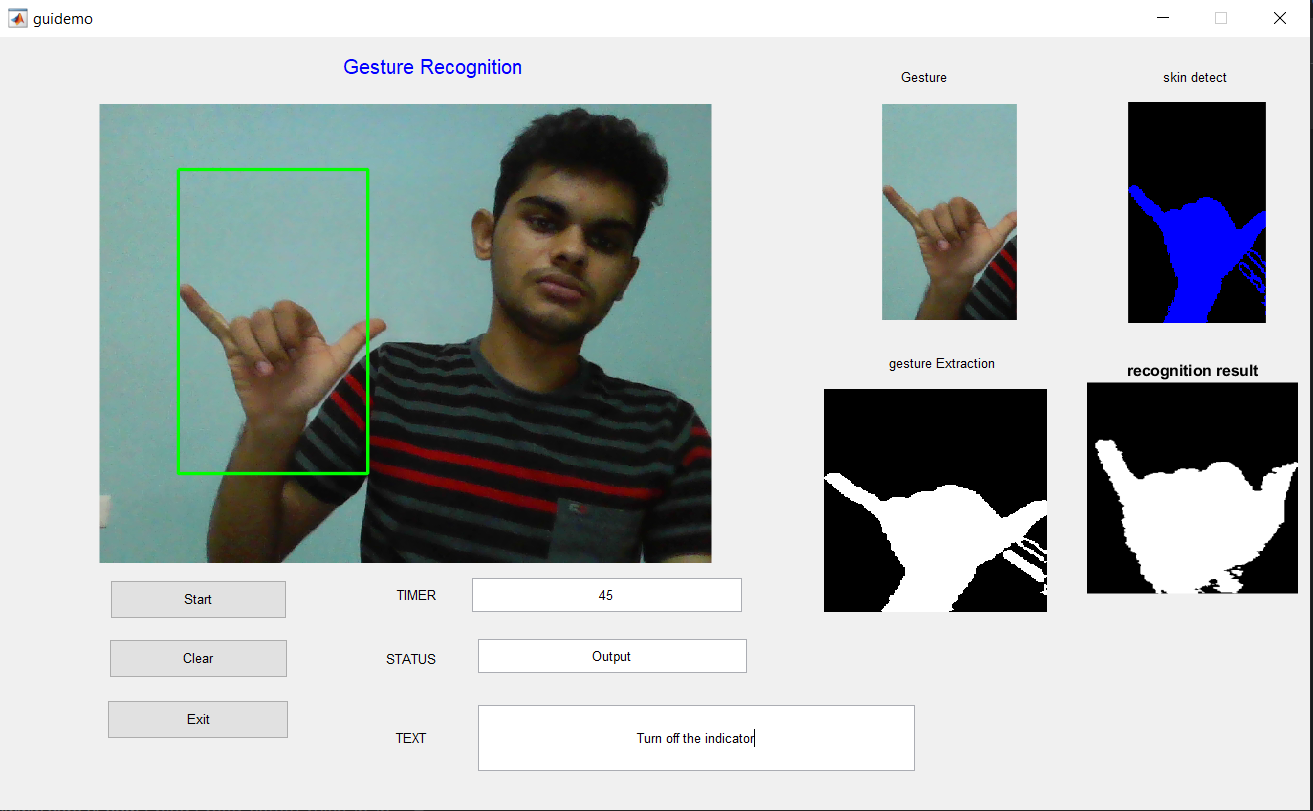 guidemo
Gesture Recognition
Gesture
skin detect
gesture Extraction
recognition result
Start
TIMER
45
Clear
STATUS
Output
Exit
TEXT
Turn off the indicator